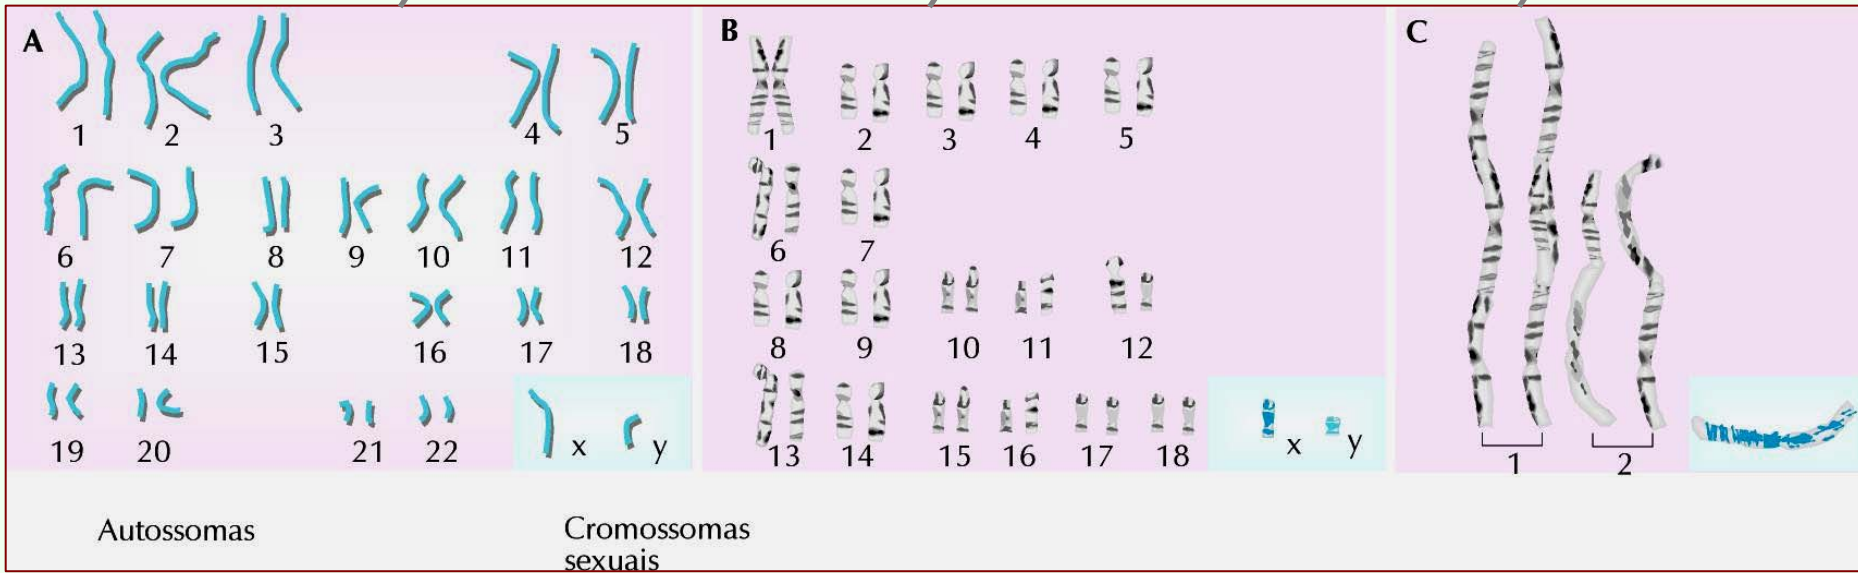 A
1 2 3 4 5
6 7 8 9 10 11 12
13 14 15 16 17 18
19 20 21 22 x y
B
1 2 3 4 5
6 7
8 9 10 11 12
13 14 15 16 17 18 x y
C
1 2
Autossomas
Cromossomas
sexuais